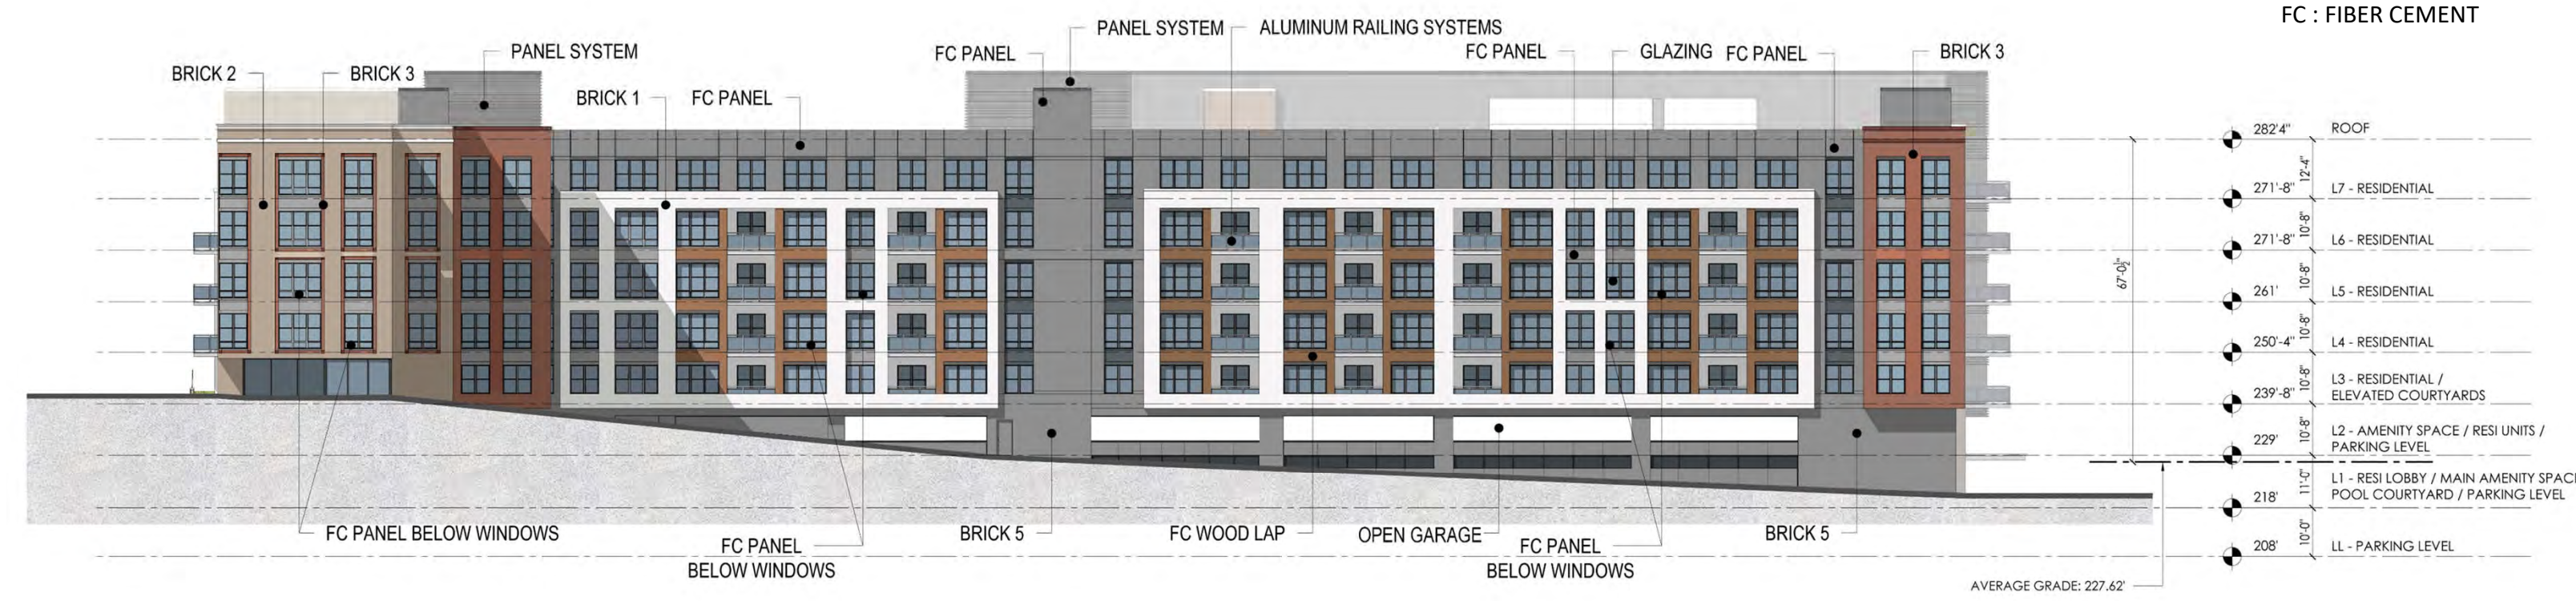 FC : FIBER CEMENT
PANEL SYSTEM
ALUMINUM RAILING SYSTEMS
PANEL SYSTEM
FC PANEL
FC PANEL
GLAZING
FC PANEL
BRICK 3
BRICK 2
BRICK 3
BRICK 1
FC PANEL
282'4"
ROOF
12'-4"
271'-8"
L7 - RESIDENTIAL
10'-8"
271'-8"
L6 - RESIDENTIAL
67'-0½"
10'-8"
261'
L5 - RESIDENTIAL
10'-8"
250'-4"
L4 - RESIDENTIAL
10'-8"
239'-8"
L3 - RESIDENTIAL /
ELEVATED COURTYARDS
10'-8"
229'
L2 - AMENITY SPACE / RESI UNITS /
PARKING LEVEL
11'-0"
218'
L1 - RESI LOBBY / MAIN AMENITY SPACE
POOL COURTYARD / PARKING LEVEL
10'-0"
208'
LL - PARKING LEVEL
FC PANEL BELOW WINDOWS
FC PANEL
BELOW WINDOWS
BRICK 5
FC WOOD LAP
OPEN GARAGE
FC PANEL
BELOW WINDOWS
BRICK 5
AVERAGE GRADE: 227.62'